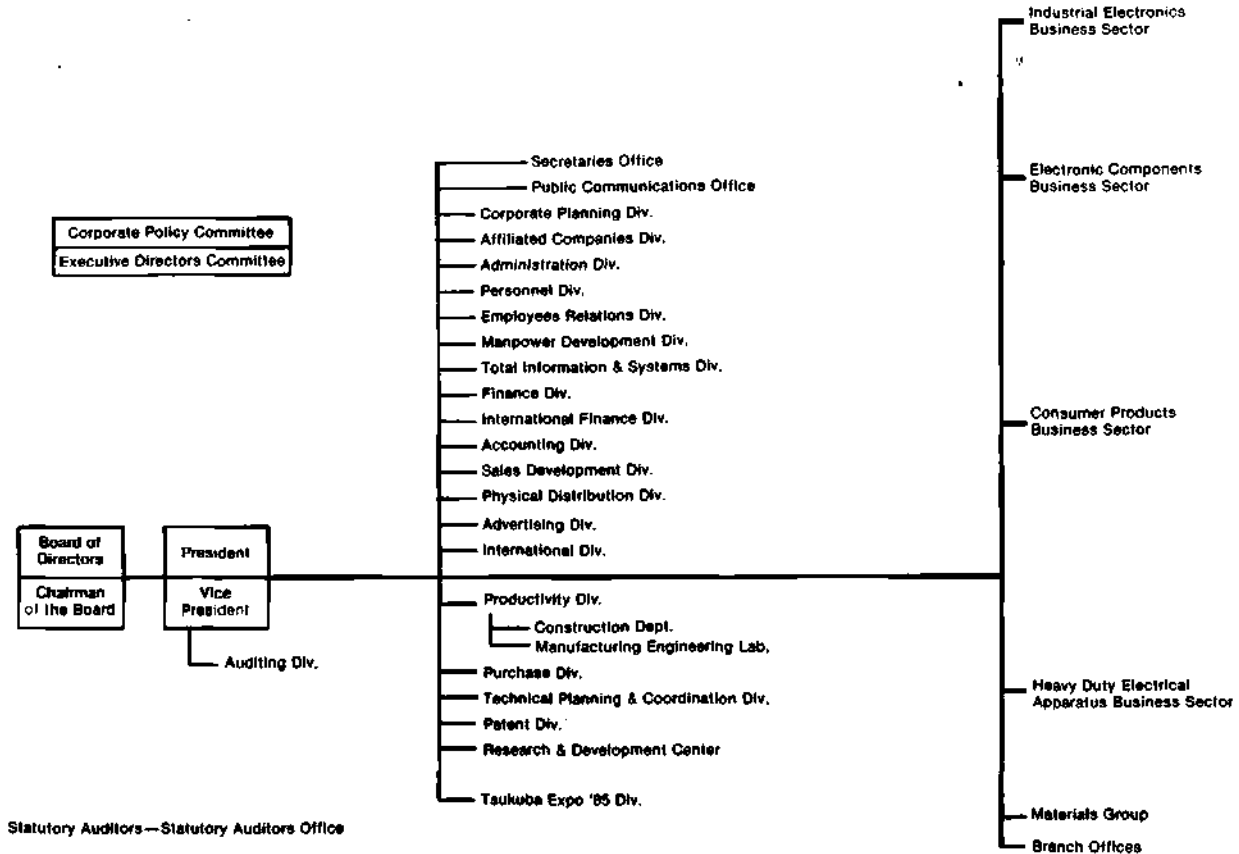 Industrial Electronics
Business Sector
Secretaries Office
Electronic Components
Business Sector
Public Communications Office
Corporate Planning Div.
Corporate Policy Committee
Executive Directors Committee
Affiliated Companies Div.
Administration Div.
Personnel Div.
Employees Relations Div.
Manpower Development Div.
Total Information & Systems Div.
Finance Div.
International Finance Div.
Consumer Products
Business Sector
Accounting Div.
Sales Development Div.
Physical Distribution Div.
Advertising Div.
International Div.
Board of
Directors
Chairman
of the Board
President
Vice
President
Auditing Div.
Productivity Div.
Construction Dept.
Manufacturing Engineering Lab.
Purchase Div.
Technical Planning & Coordination Div.
Patent Div.
Research & Development Center
Tsukuba Expo '85 Div.
Heavy Duty Electrical
Apparatus Business Sector
Materials Group
Branch Offices
Statutory Auditors—Statutory Auditors Office